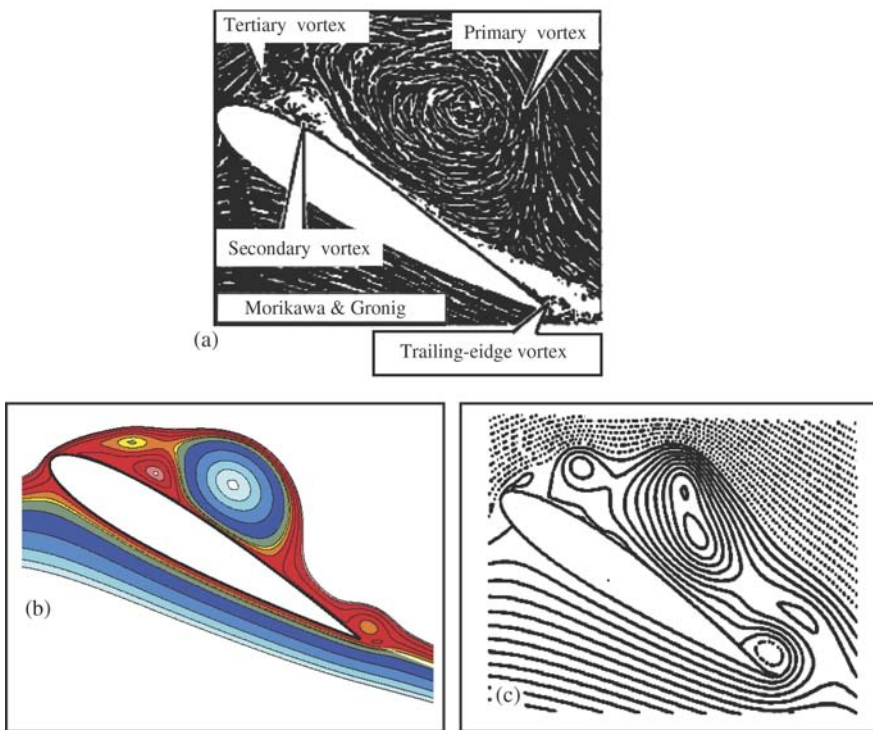 Tertiary vortex
Primary vortex
Secondary vortex
Morikawa & Gronig
(a)
Trailing-eidge vortex
(b)
(c)